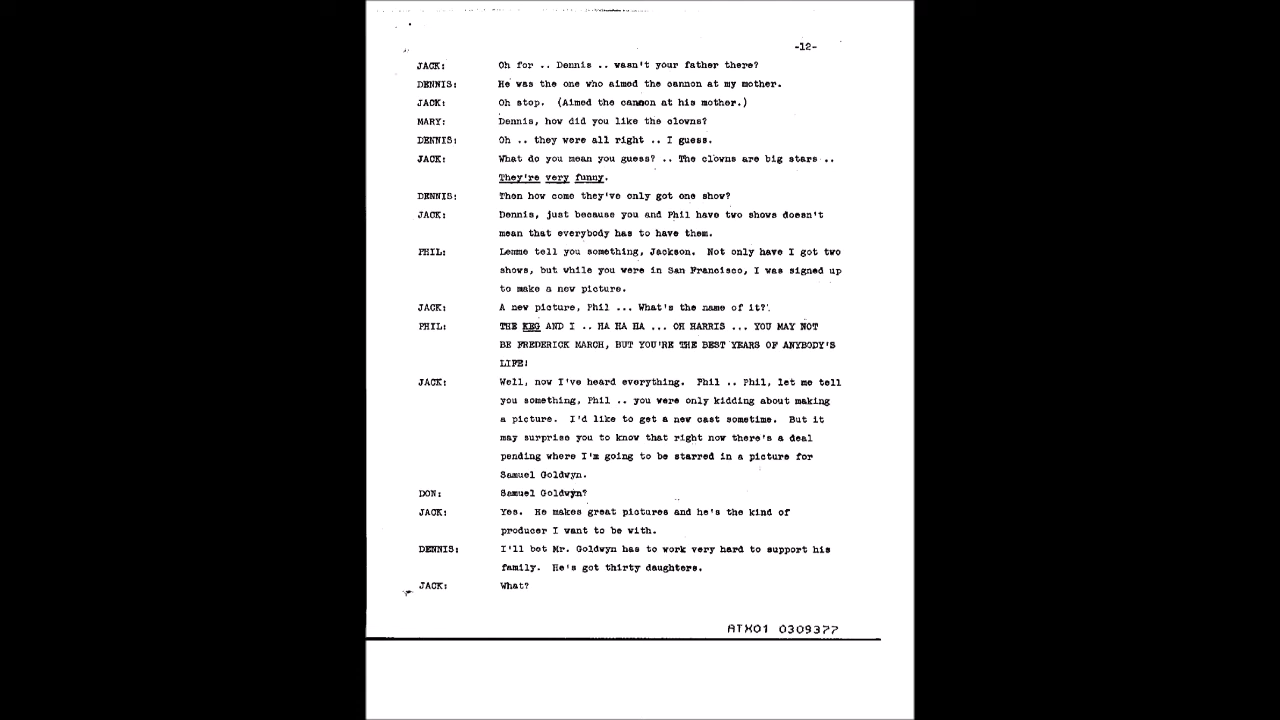 -12-
JACK: Oh for .. Dennis .. wasn't your father there?
DENNIS: He was the one who aimed the cannon at my mother.
JACK: Oh stop. (Aimed the cannon at his mother.)
MARY: Dennis, how did you like the clowns?
DENNIS: Oh .. they were all right .. I guess.
JACK: What do you mean you guess? .. The clowns are big stars ..
They're very funny.
DENNIS: Then how come they've only got one show?
JACK: Dennis, just because you and Phil have two shows doesn't
mean that everybody has to have them.
PHIL: Lemme tell you something, Jackson. Not only have I got two
shows, but while you were in San Francisco, I was signed up
to make a new picture.
JACK: A new picture, Phil ... What's the name of it?
PHIL: THE KEG AND I .. HA HA HA ... OH HARRIS ... YOU MAY NOT
BE FREDERICK MARCH, BUT YOU'RE THE BEST YEARS OF ANYBODY'S
LIFE!
JACK: Well, now I've heard everything. Phil .. Phil, let me tell
you something, Phil .. you were only kidding about making
a picture. I'd like to get a new cast sometime. But it
may surprise you to know that right now there's a deal
pending where I'm going to be starred in a picture for
Samuel Goldwyn.
DON: Samuel Goldwyn?
JACK: Yes. He makes great pictures and he's the kind of
producer I want to be with.
DENNIS: I'll bet Mr. Goldwyn has to work very hard to support his
family. He's got thirty daughters.
JACK: What?
ATX01 0309377